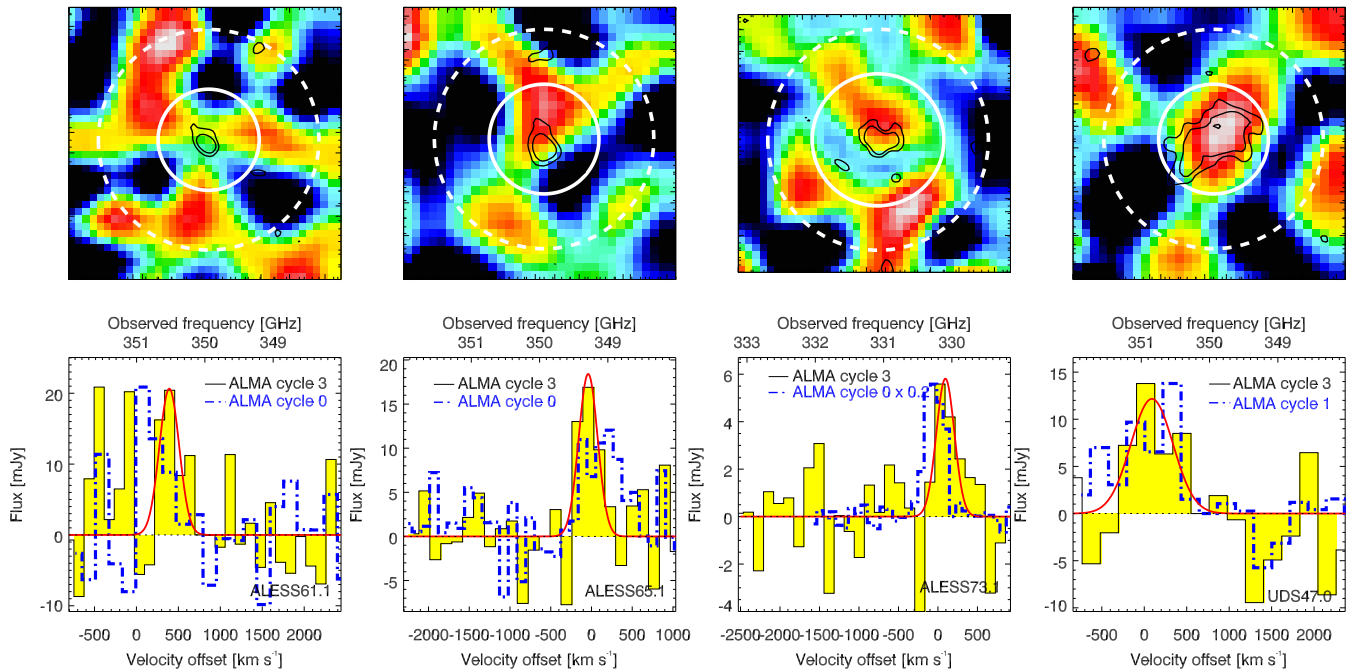 Observed frequency [GHz]
351 350 349
ALMA cycle 3
ALMA cycle 0
20
10
0
-10
Flux [mJy]
ALESS61.1
-500 0 500 1000 1500 2000
Velocity offset [km s⁻¹]
Observed frequency [GHz]
351 350 349
ALMA cycle 3
ALMA cycle 0
20
15
10
5
0
-5
Flux [mJy]
ALESS65.1
-2000 -1000 0 1000
Velocity offset [km s⁻¹]
Observed frequency [GHz]
333 332 331 330
ALMA cycle 3
ALMA cycle 0 x 0.2
6
4
2
0
-2
-4
Flux [mJy]
ALESS73.1
-2500 -2000 -1500 -1000 -500 0 500
Velocity offset [km s⁻¹]
Observed frequency [GHz]
351 350 349
ALMA cycle 3
ALMA cycle 1
20
15
10
5
0
-5
-10
Flux [mJy]
UDS47.0
-500 0 500 1000 1500 2000
Velocity offset [km s⁻¹]